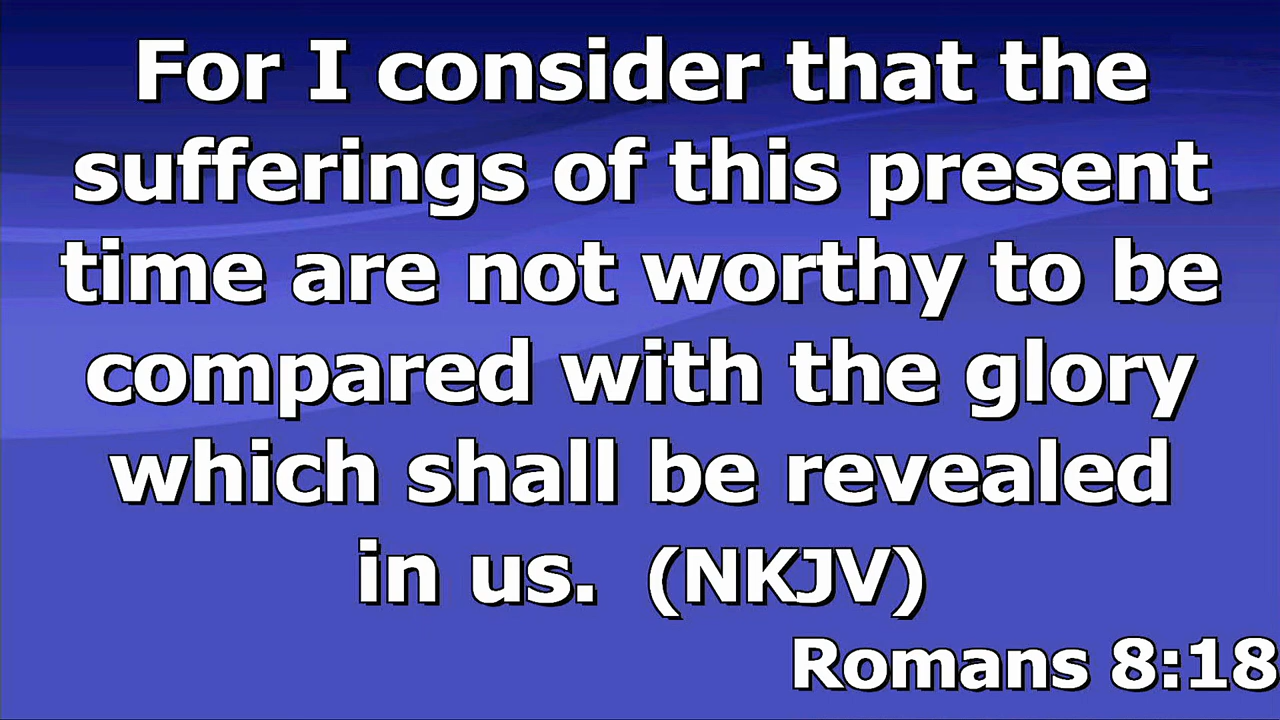 For I consider that the
sufferings of this present
time are not worthy to be
compared with the glory
which shall be revealed
in us. (NKJV)
Romans 8:18